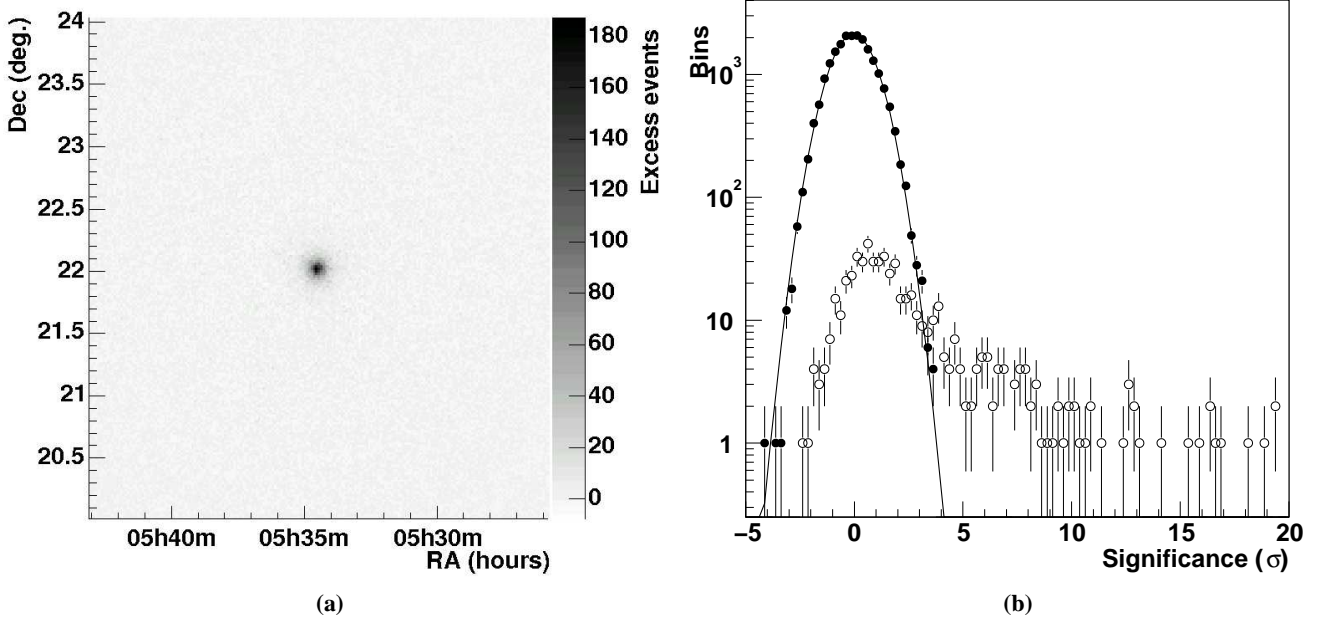 24
23.5
23
22.5
22
21.5
21
20.5
Dec (deg.)
05h40m
05h35m
05h30m
RA (hours)
180
160
140
120
100
80
60
40
20
0
Excess events
(a)
Bins
10³
10²
10
1
−5
0
5
10
15
20
Significance (σ)
(b)